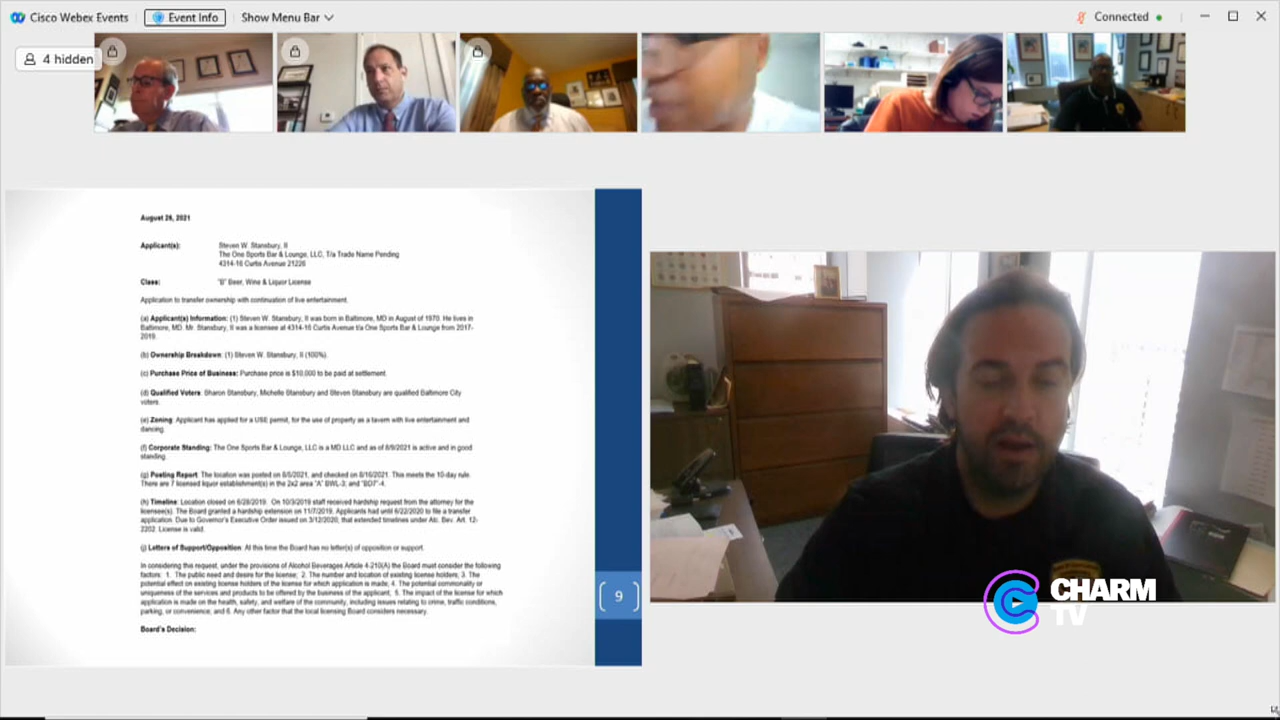 Cisco Webex Events
Event Info
Show Menu Bar
Connected
4 hidden
August 26, 2021
Applicant(s): Steven W. Stansbury, II
The One Sports Bar & Lounge, LLC, T/a Trade Name Pending
4314-16 Curtis Avenue 21226
Class: "B" Beer, Wine & Liquor License
Application to transfer ownership with continuation of live entertainment.
(a) Applicant(s) Information: (1) Steven W. Stansbury, II was born in Baltimore, MD in August of 1970. He lives in
Baltimore, MD. Mr. Stansbury, II was a licensee at 4314-16 Curtis Avenue t/a One Sports Bar & Lounge from 2017-
2019.
(b) Ownership Breakdown: (1) Steven W. Stansbury, II (100%).
(c) Purchase Price of Business: Purchase price is $10,000 to be paid at settlement.
(d) Qualified Voters: Sharon Stansbury, Michelle Stansbury and Steven Stansbury are qualified Baltimore City
voters.
(e) Zoning: Applicant has applied for a USE permit, for the use of property as a tavern with live entertainment and
dancing.
(f) Corporate Standing: The One Sports Bar & Lounge, LLC is a MD LLC and as of 8/9/2021 is active and in good
standing.
(g) Posting Report: The location was posted on 8/5/2021, and checked on 8/16/2021. This meets the 10-day rule.
There are 7 licensed liquor establishment(s) in the 2x2 area "A" BWL-3; and "BD7"-4.
(h) Timeline: Location closed on 6/28/2019. On 10/3/2019 staff received hardship request from the attorney for the
licensee(s). The Board granted a hardship extension on 11/7/2019. Applicants had until 6/22/2020 to file a transfer
application. Due to Governor's Executive Order issued on 3/12/2020, that extended timelines under Alc. Bev. Art. 12-
2202. License is valid.
(j) Letters of Support/Opposition: At this time the Board has no letter(s) of opposition or support.
In considering this request, under the provisions of Alcohol Beverages Article 4-210(A) the Board must consider the following
factors: 1. The public need and desire for the license; 2. The number and location of existing license holders; 3. The
potential effect on existing license holders of the license for which application is made; 4. The potential commonality or
uniqueness of the services and products to be offered by the business of the applicant; 5. The impact of the license for which
application is made on the health, safety, and welfare of the community, including issues relating to crime, traffic conditions,
parking, or convenience; and 6. Any other factor that the local licensing Board considers necessary.
Board's Decision:
9
CHARM
TV